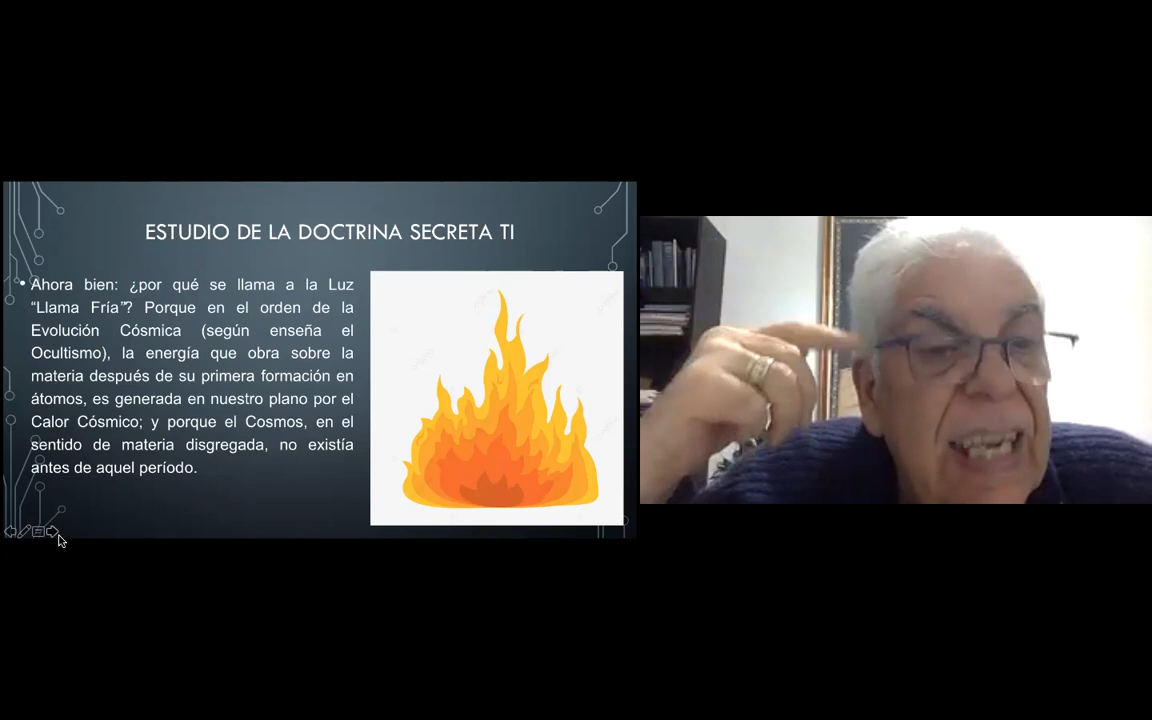 ESTUDIO DE LA DOCTRINA SECRETA TI
• Ahora bien: ¿por qué se llama a la Luz
“Llama Fría”? Porque en el orden de la
Evolución Cósmica (según enseña el
Ocultismo), la energía que obra sobre la
materia después de su primera formación en
átomos, es generada en nuestro plano por el
Calor Cósmico; y porque el Cosmos, en el
sentido de materia disgregada, no existía
antes de aquel período.